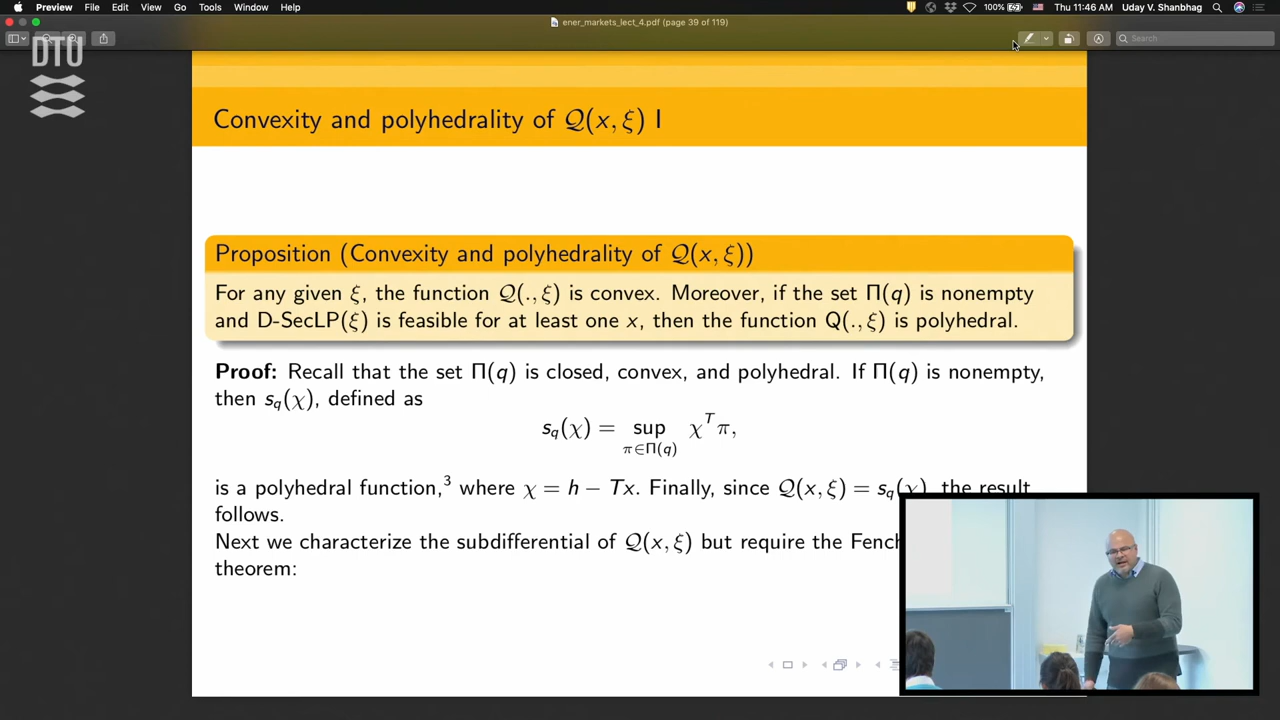 Preview File Edit View Go Tools Window Help 100% Thu 11:46 AM Uday V. Shanbhag
ener_markets_lect_4.pdf (page 39 of 119)
Search
DTU
Convexity and polyhedrality of Q(x, ξ) I
Proposition (Convexity and polyhedrality of Q(x, ξ))
For any given ξ, the function Q(., ξ) is convex. Moreover, if the set Π(q) is nonempty
and D-SecLP(ξ) is feasible for at least one x, then the function Q(., ξ) is polyhedral.
Proof: Recall that the set Π(q) is closed, convex, and polyhedral. If Π(q) is nonempty,
then s_q(χ), defined as
s_q(χ) = sup_{π∈Π(q)} χ^T π,
is a polyhedral function,³ where χ = h − Tx. Finally, since Q(x, ξ) = s_q(χ), the result
follows.
Next we characterize the subdifferential of Q(x, ξ) but require the Fench
theorem: